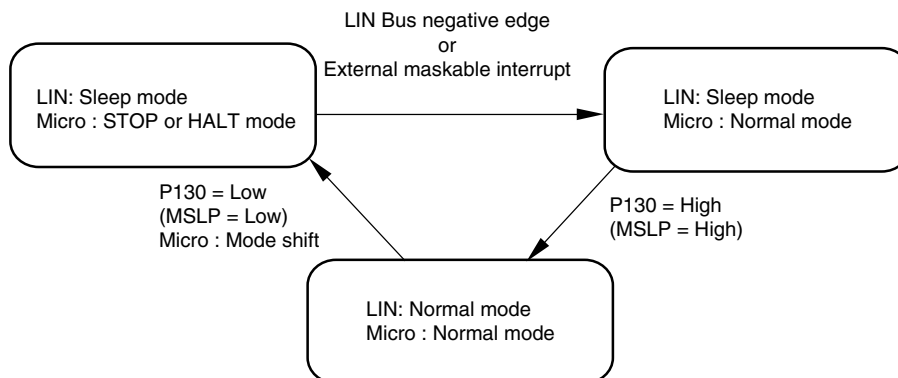 LIN Bus negative edge
or
External maskable interrupt
LIN: Sleep mode
Micro : STOP or HALT mode
LIN: Sleep mode
Micro : Normal mode
P130 = Low
(MSLP = Low)
Micro : Mode shift
P130 = High
(MSLP = High)
LIN: Normal mode
Micro : Normal mode